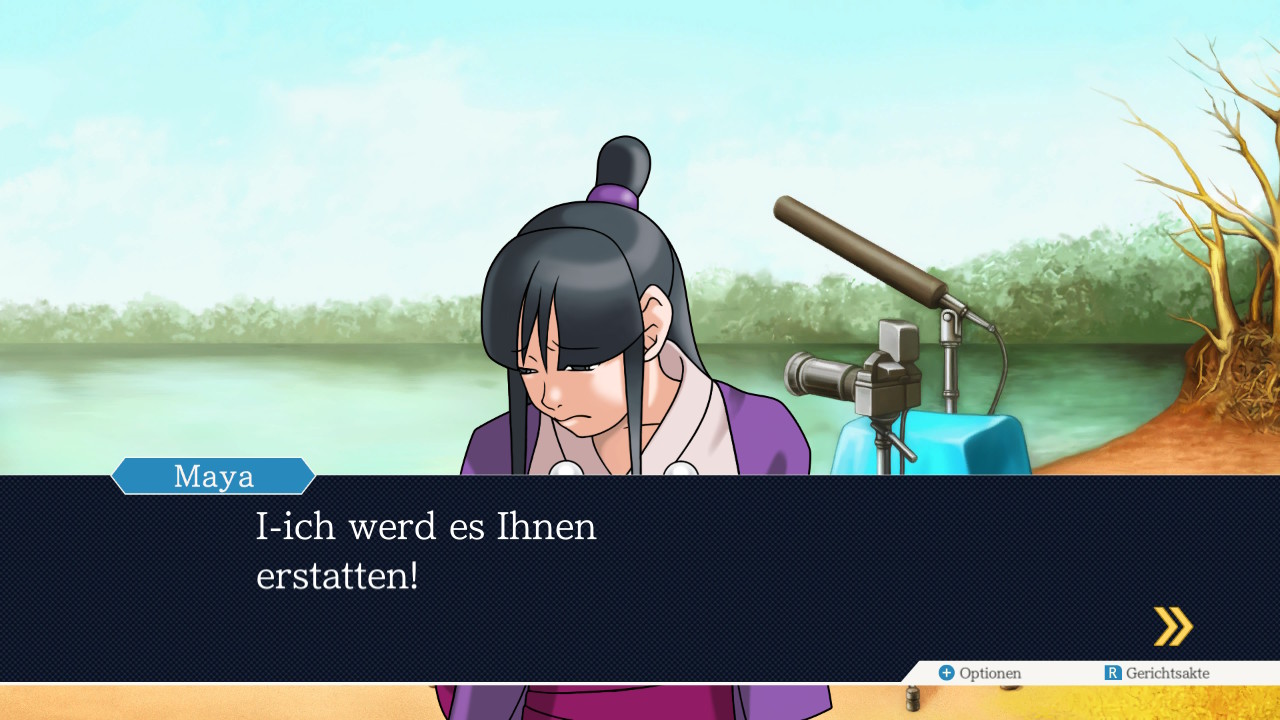 Maya
I-ich werd es Ihnen
erstatten!
+ Optionen
R Gerichtsakte